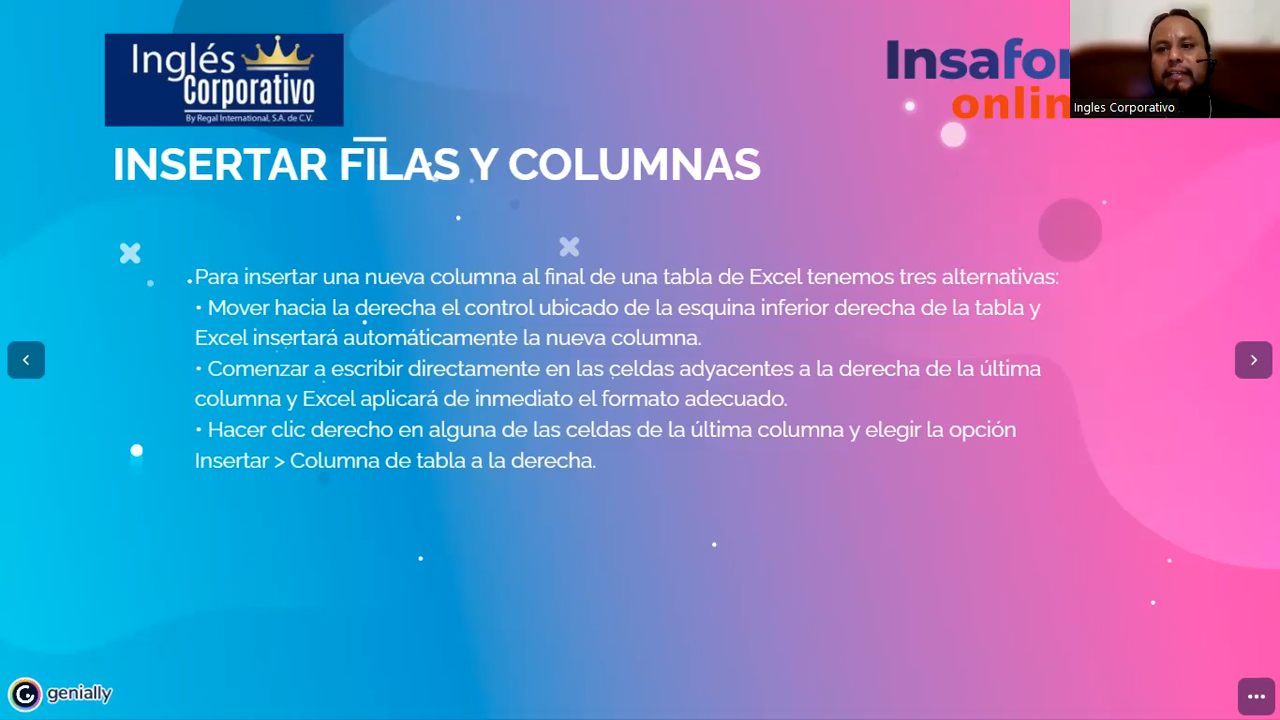 Inglés
Corporativo
By Regal International, S.A. de C.V.
Insafor
onlin
Ingles Corporativo
INSERTAR FILAS Y COLUMNAS
Para insertar una nueva columna al final de una tabla de Excel tenemos tres alternativas:
• Mover hacia la derecha el control ubicado de la esquina inferior derecha de la tabla y
Excel insertará automáticamente la nueva columna.
• Comenzar a escribir directamente en las celdas adyacentes a la derecha de la última
columna y Excel aplicará de inmediato el formato adecuado.
• Hacer clic derecho en alguna de las celdas de la última columna y elegir la opción
Insertar > Columna de tabla a la derecha.
genially